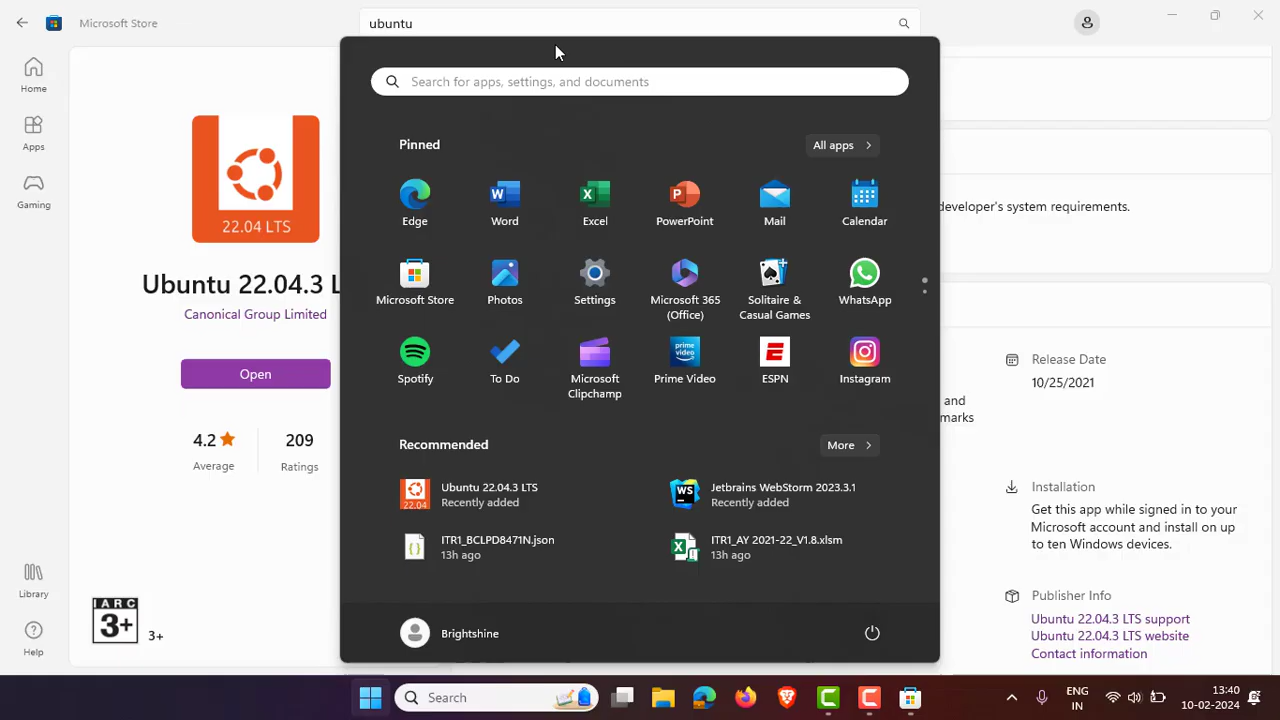 Microsoft Store
ubuntu
Home
Apps
Gaming
Library
Help
22.04 LTS
Ubuntu 22.04.3 L
Canonical Group Limited
Open
4.2
Average
209
Ratings
IARC
3+
3+
Search for apps, settings, and documents
Pinned
All apps
Edge
Word
Excel
PowerPoint
Mail
Calendar
Microsoft Store
Photos
Settings
Microsoft 365
(Office)
Solitaire &
Casual Games
WhatsApp
Spotify
To Do
Microsoft
Clipchamp
prime
video
Prime Video
ESPN
Instagram
Recommended
More
22.04
Ubuntu 22.04.3 LTS
Recently added
WS
Jetbrains WebStorm 2023.3.1
Recently added
ITR1_BCLPD8471N.json
13h ago
ITR1_AY 2021-22_V1.8.xlsm
13h ago
Brightshine
developer's system requirements.
and
marks
Release Date
10/25/2021
Installation
Get this app while signed in to your
Microsoft account and install on up
to ten Windows devices.
Publisher Info
Ubuntu 22.04.3 LTS support
Ubuntu 22.04.3 LTS website
Contact information
Search
ENG
IN
13:40
10-02-2024